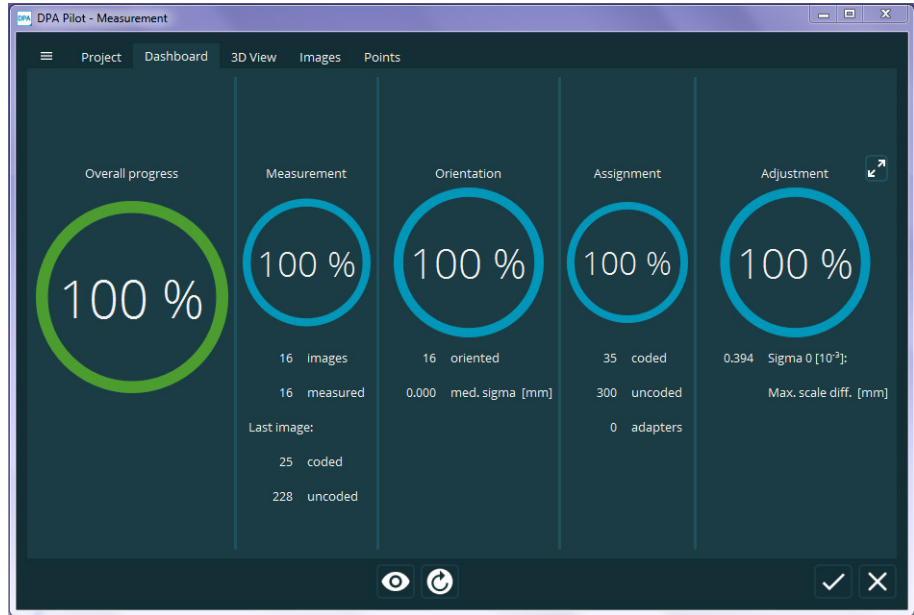 DPA DPA Pilot - Measurement
Project Dashboard 3D View Images Points
Overall progress
100 %
Measurement
100 %
16 images
16 measured
Last image:
25 coded
228 uncoded
Orientation
100 %
16 oriented
0.000 med. sigma [mm]
Assignment
100 %
35 coded
300 uncoded
0 adapters
Adjustment
100 %
0.394 Sigma 0 [10⁻³]:
Max. scale diff. [mm]